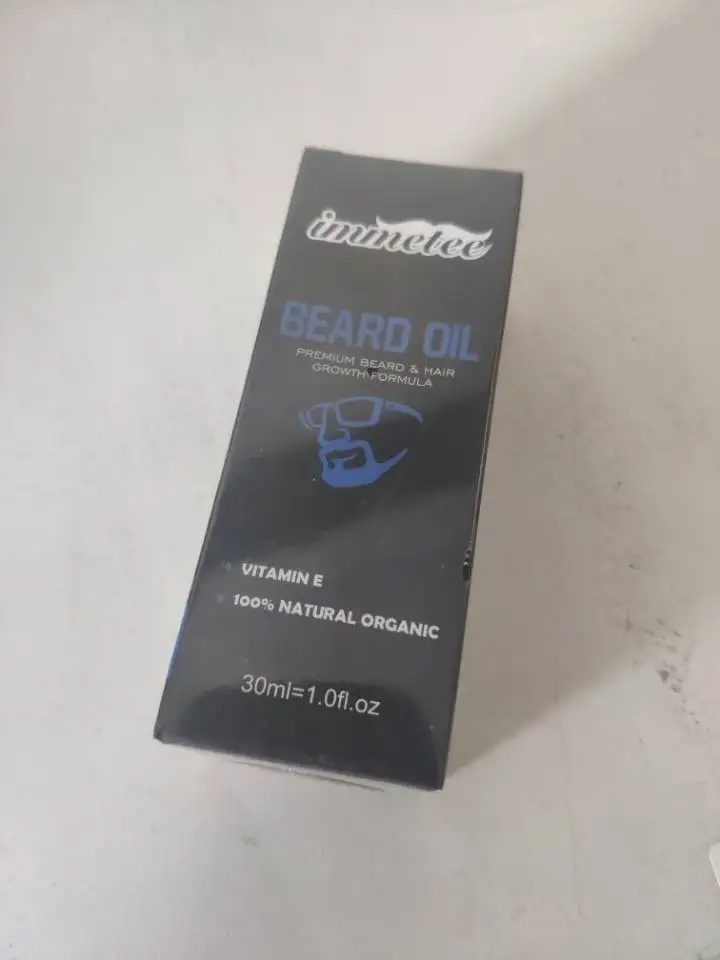 immetee
BEARD OIL
PREMIUM BEARD & HAIR
GROWTH FORMULA
VITAMIN E
100% NATURAL ORGANIC
30ml=1.0fl.oz